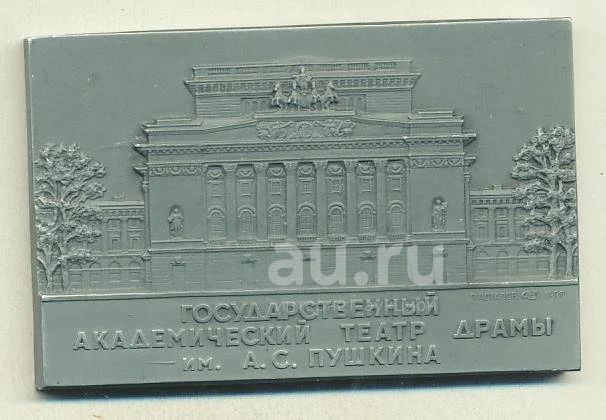 au.ru
ГОСУДАРСТВЕННЫЙ
АКАДЕМИЧЕСКИЙ ТЕАТР ДРАМЫ
ИМ. А.С. ПУШКИНА